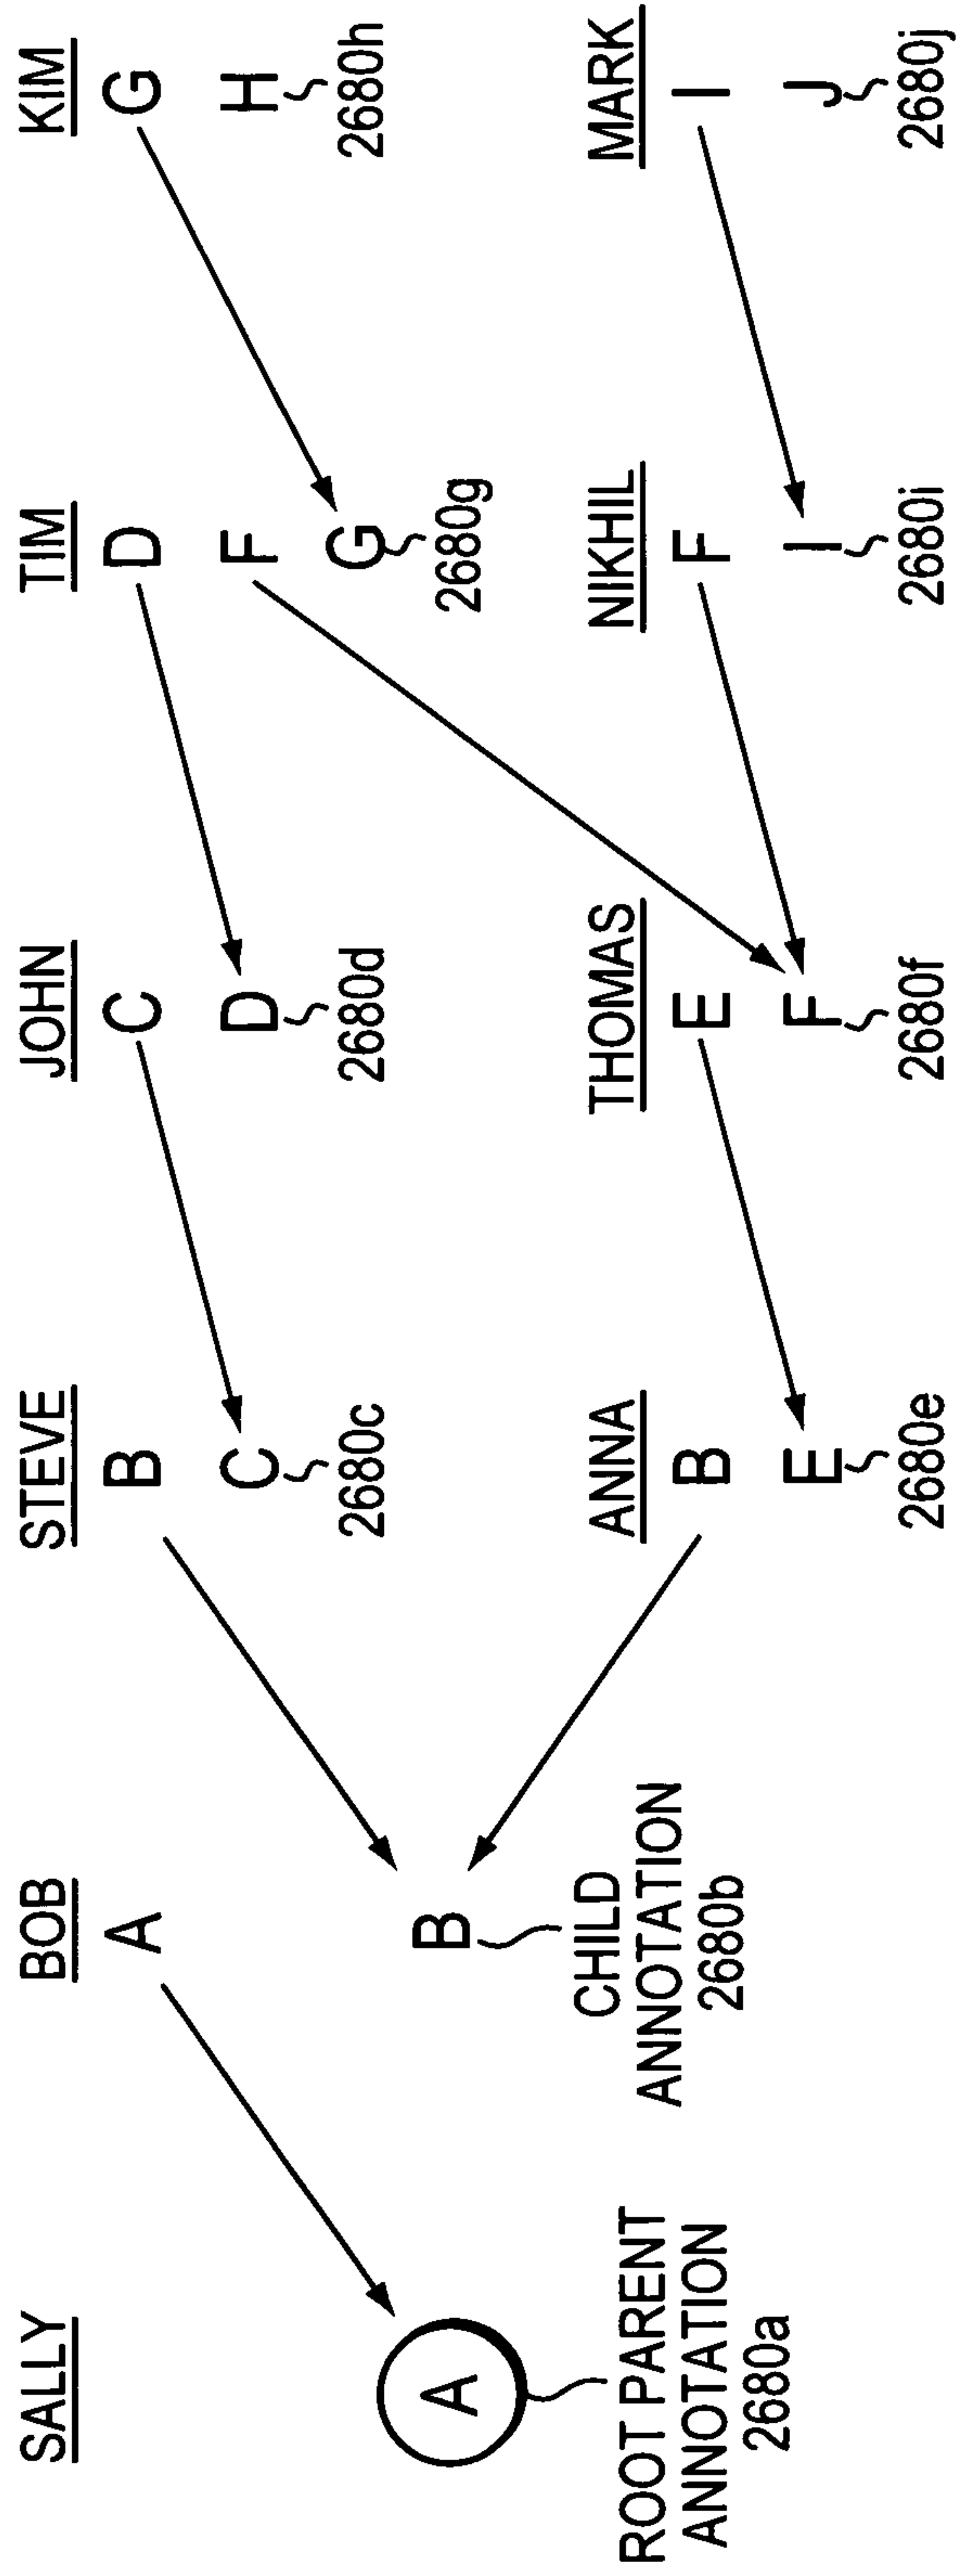 SALLY
A
ROOT PARENT
ANNOTATION
2680a
BOB
A
B
CHILD
ANNOTATION
2680b
STEVE
B
C
2680c
ANNA
B
E
2680e
JOHN
C
D
2680d
THOMAS
E
F
2680f
TIM
D
F
G
2680g
NIKHIL
F
I
2680i
KIM
G
H
2680h
MARK
I
J
2680j